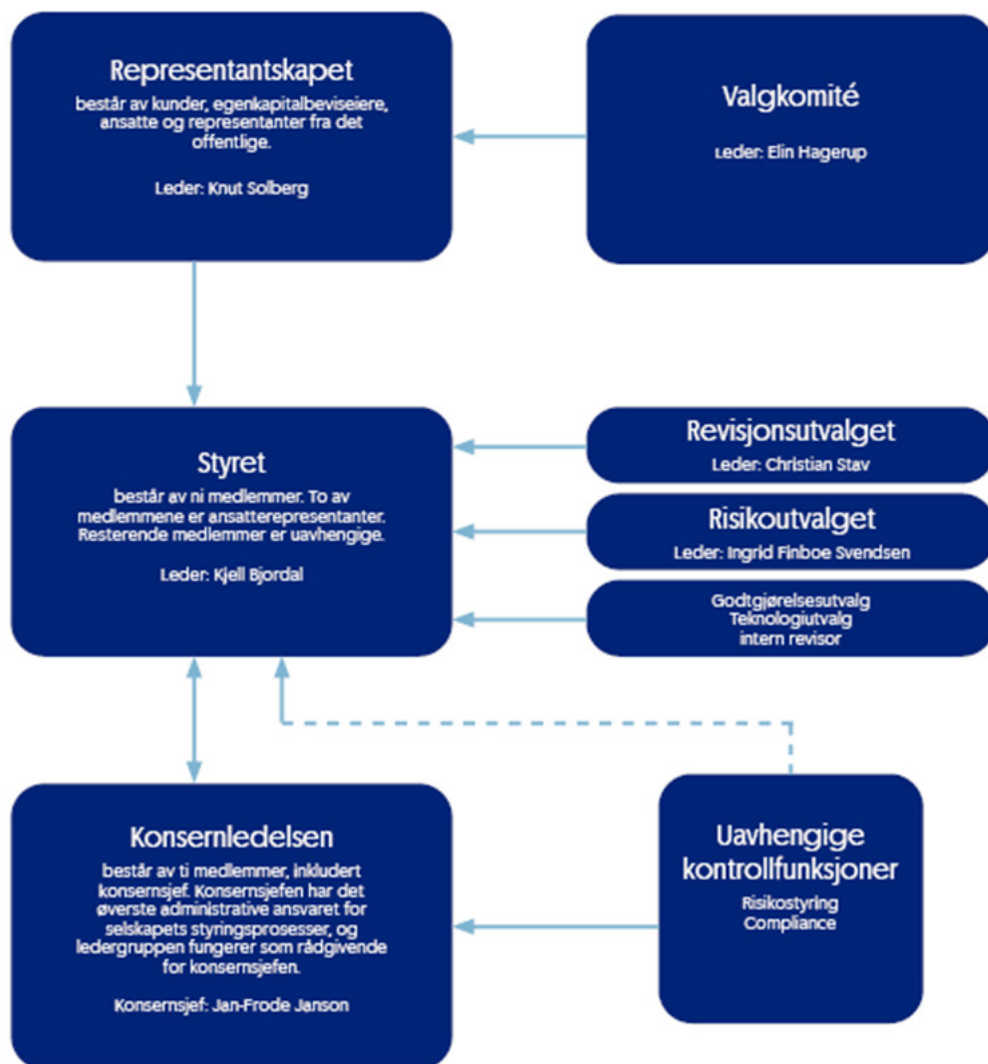 Representantskapet
består av kunder, egenkapitalbeviseiere,
ansatte og representanter fra det
offentlige.
Leder: Knut Solberg
Valgkomité
Leder: Elin Hagerup
Styret
består av ni medlemmer. To av
medlemmene er ansatterepresentanter.
Resterende medlemmer er uavhengige.
Leder: Kjell Bjordal
Revisjonsutvalget
Leder: Christian Stav
Risikoutvalget
Leder: Ingrid Finboe Svendsen
Godtgjørelsesutvalg
Teknologiutvalg
intern revisor
Konsernledelsen
består av ti medlemmer, inkludert
konsernsjef. Konsernsjefen har det
øverste administrative ansvaret for
selskapets styringsprosesser, og
ledergruppen fungerer som rådgivende
for konsernsjefen.
Konsernsjef: Jan-Frode Janson
Uavhengige
kontrollfunksjoner
Risikostyring
Compliance